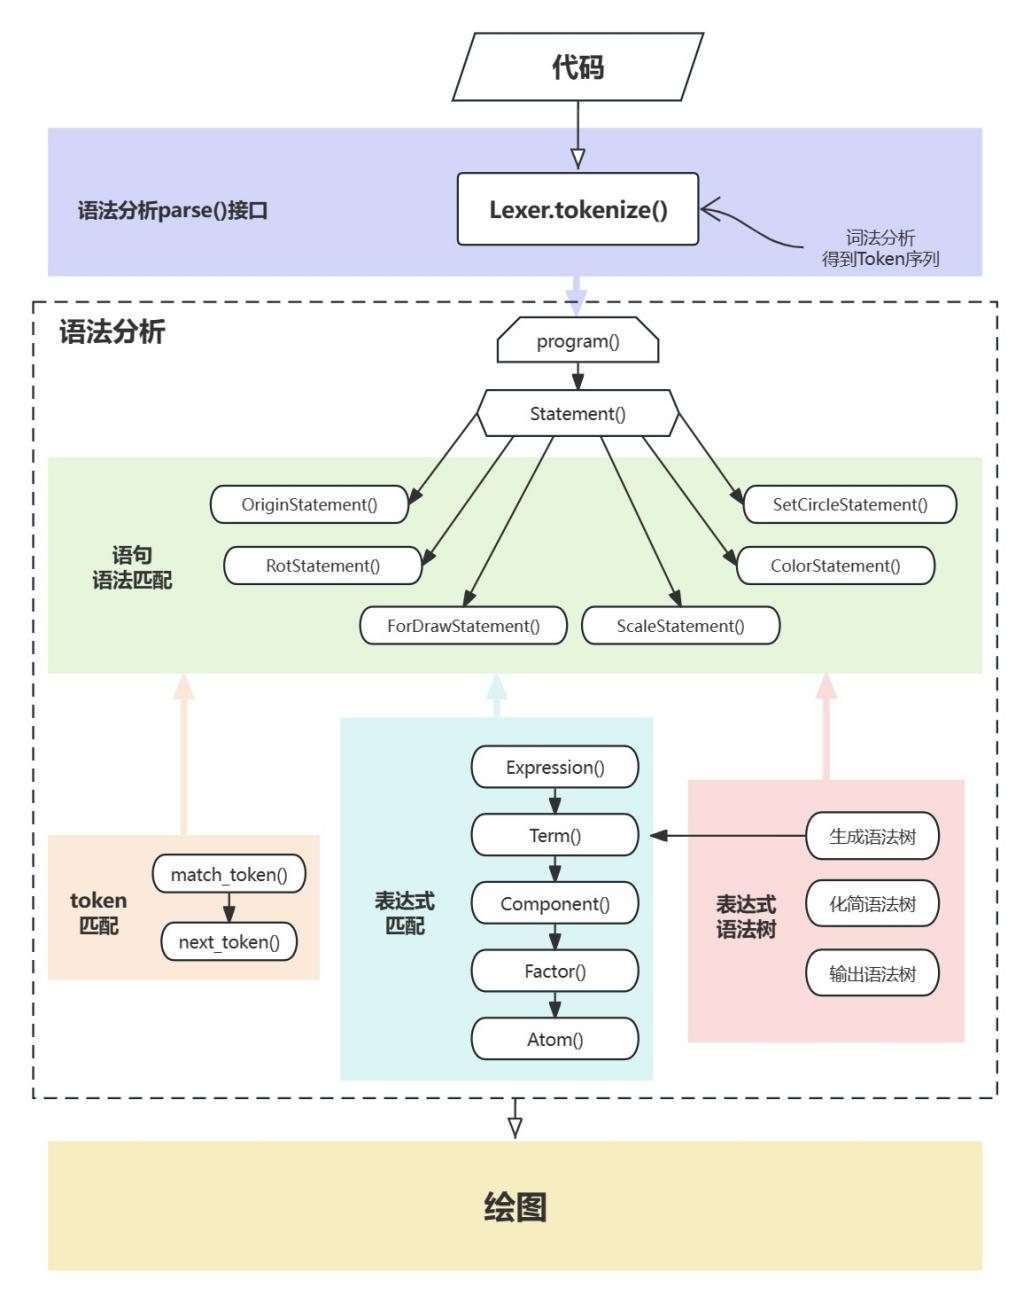 代码
语法分析parse()接口
Lexer.tokenize()
词法分析
得到Token序列
语法分析
program()
Statement()
OriginStatement()
SetCircleStatement()
语句
语法匹配
RotStatement()
ColorStatement()
ForDrawStatement()
ScaleStatement()
token
匹配
match_token()
next_token()
表达式
匹配
Expression()
Term()
Component()
Factor()
Atom()
表达式
语法树
生成语法树
化简语法树
输出语法树
绘图